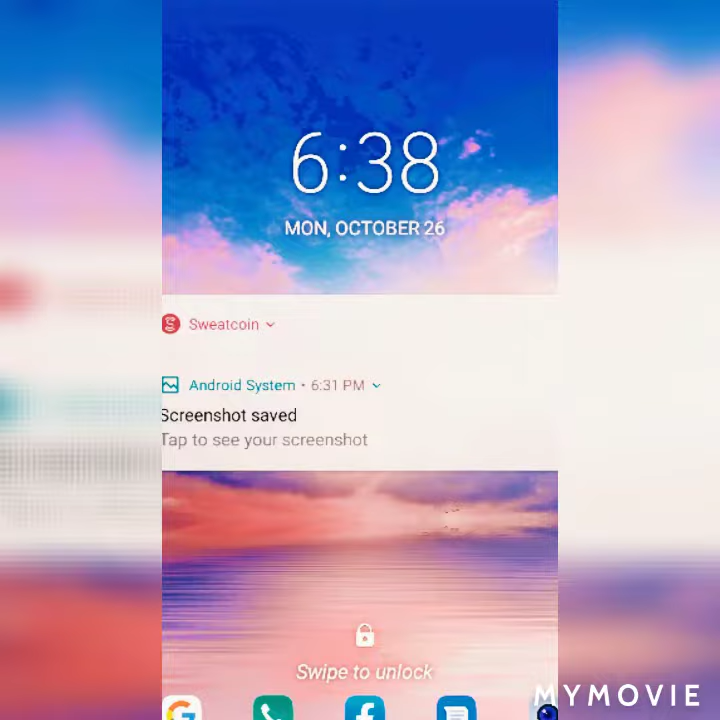 6:38
MON, OCTOBER 26
Sweatcoin
Android System • 6:31 PM
Screenshot saved
Tap to see your screenshot
Swipe to unlock
MYMOVIE